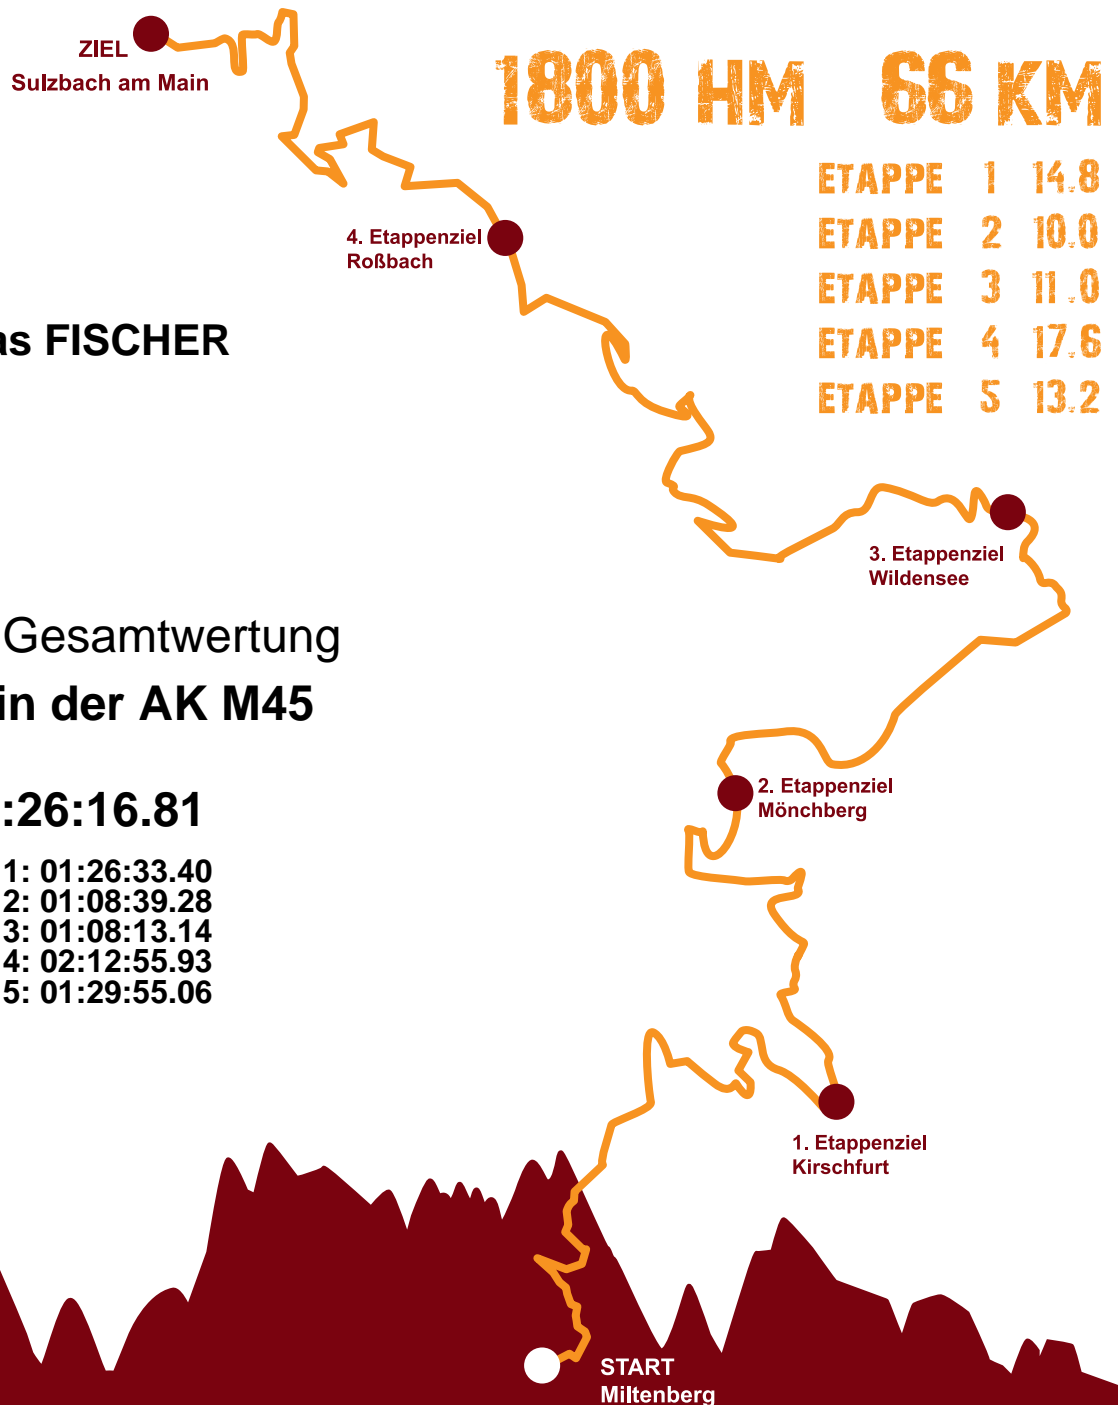 ZIEL
Sulzbach am Main
1800 HM 66 KM
ETAPPE 1 14.8
ETAPPE 2 10.0
ETAPPE 3 11.0
ETAPPE 4 17.6
ETAPPE 5 13.2
4. Etappenziel
Roßbach
FISCHER
3. Etappenziel
Wildensee
Gesamtwertung
in der AK M45
2. Etappenziel
Mönchberg
:26:16.81
1: 01:26:33.40
2: 01:08:39.28
3: 01:08:13.14
4: 02:12:55.93
5: 01:29:55.06
1. Etappenziel
Kirschfurt
START
Miltenberg